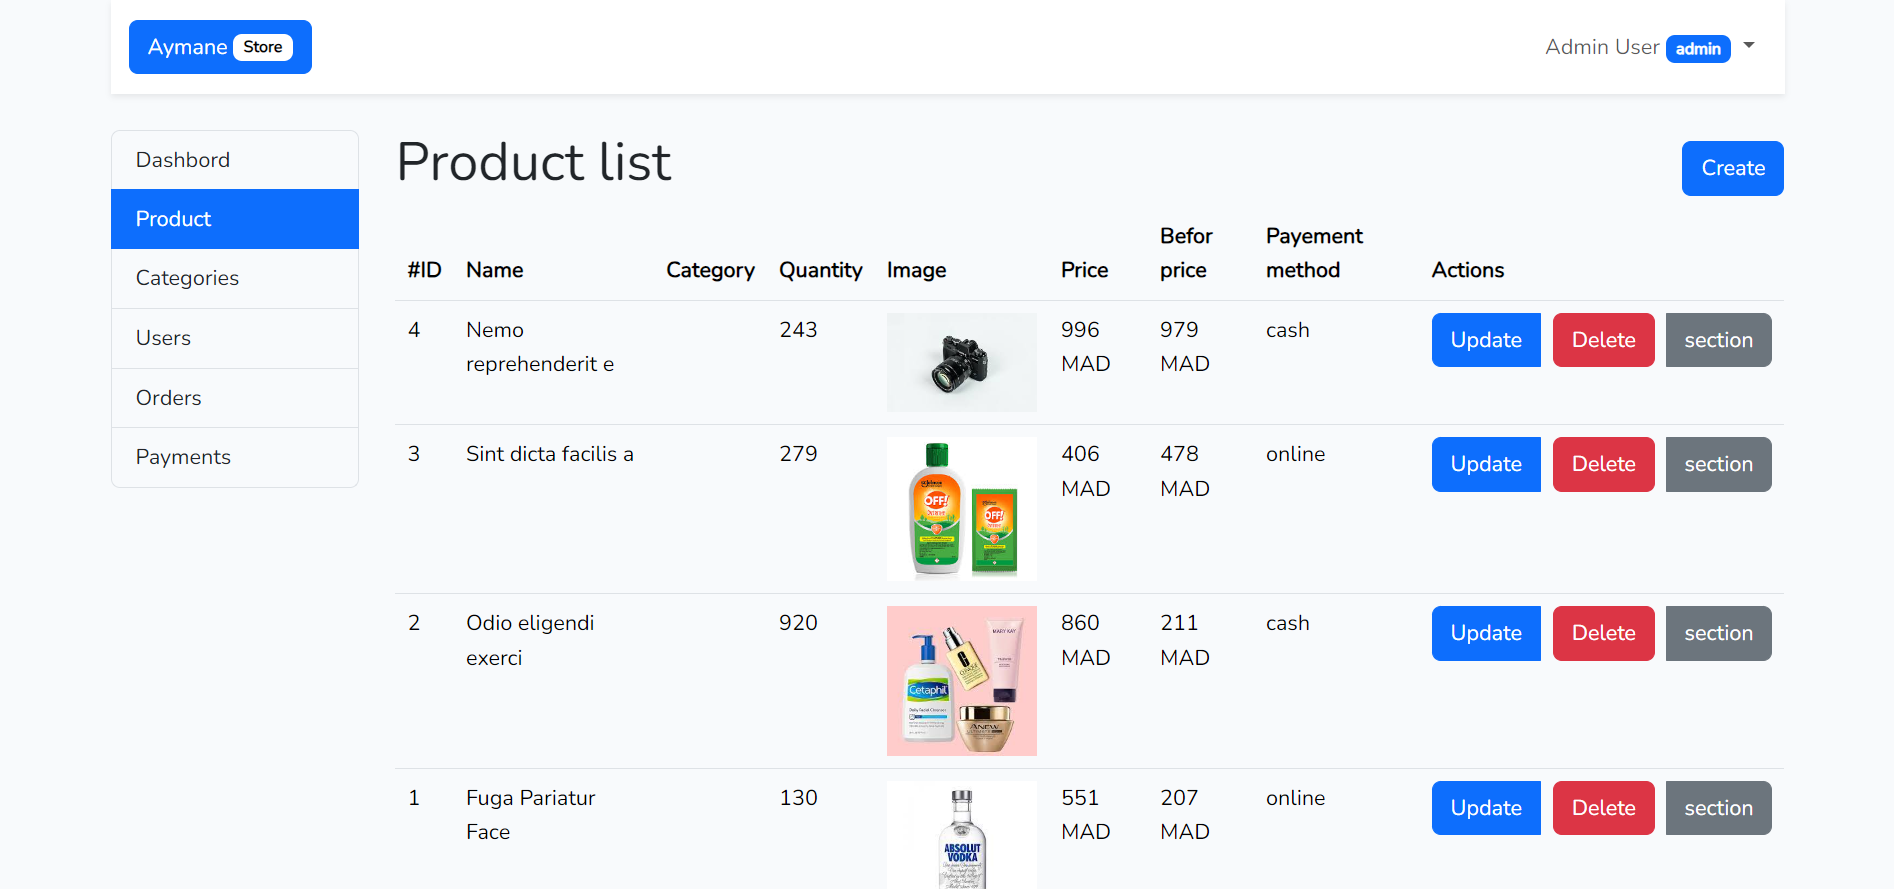 Aymane Store
Admin User admin
Dashbord
Product
Categories
Users
Orders
Payments
Product list
Create
#ID Name Category Quantity Image Price Befor price Payement method Actions
4 Nemo reprehenderit e 243 996 MAD 979 MAD cash Update Delete section
3 Sint dicta facilis a 279 406 MAD 478 MAD online Update Delete section
OFF!
OFF!
2 Odio eligendi exerci 920 860 MAD 211 MAD cash Update Delete section
MARY KAY
CLINIQUE
Cetaphil
Daily Facial Cleanser
ANEW
1 Fuga Pariatur Face 130 551 MAD 207 MAD online Update Delete section
ABSOLUT
VODKA